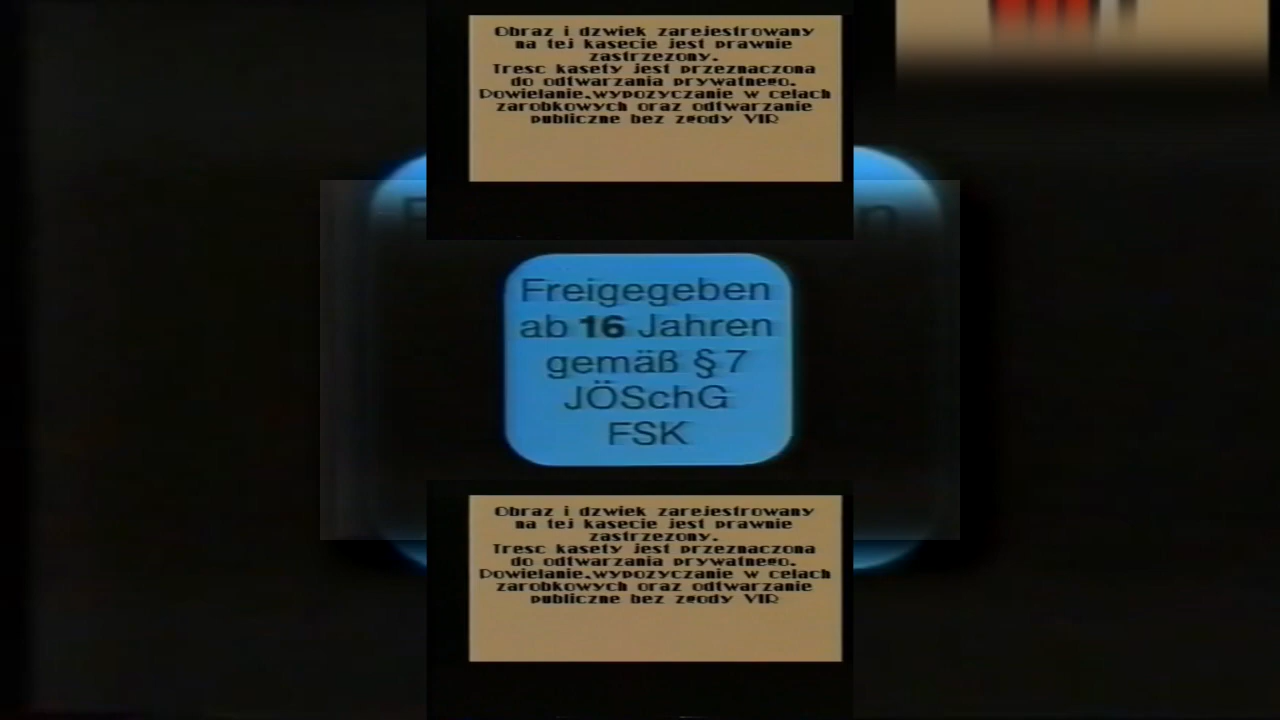 Obraz i dzwiek zarejestrowany
na tej kasecie jest prawnie
zastrzezony.
Tresc kasety jest przeznaczona
do odtwarzania prywatnego.
Powielanie,wypozyczanie w celach
zarobkowych oraz odtwarzanie
publiczne bez zgody VIR
Freigegeben
ab 16 Jahren
gemäß § 7
JÖSchG
FSK
Obraz i dzwiek zarejestrowany
na tej kasecie jest prawnie
zastrzezony.
Tresc kasety jest przeznaczona
do odtwarzania prywatnego.
Powielanie,wypozyczanie w celach
zarobkowych oraz odtwarzanie
publiczne bez zgody VIR